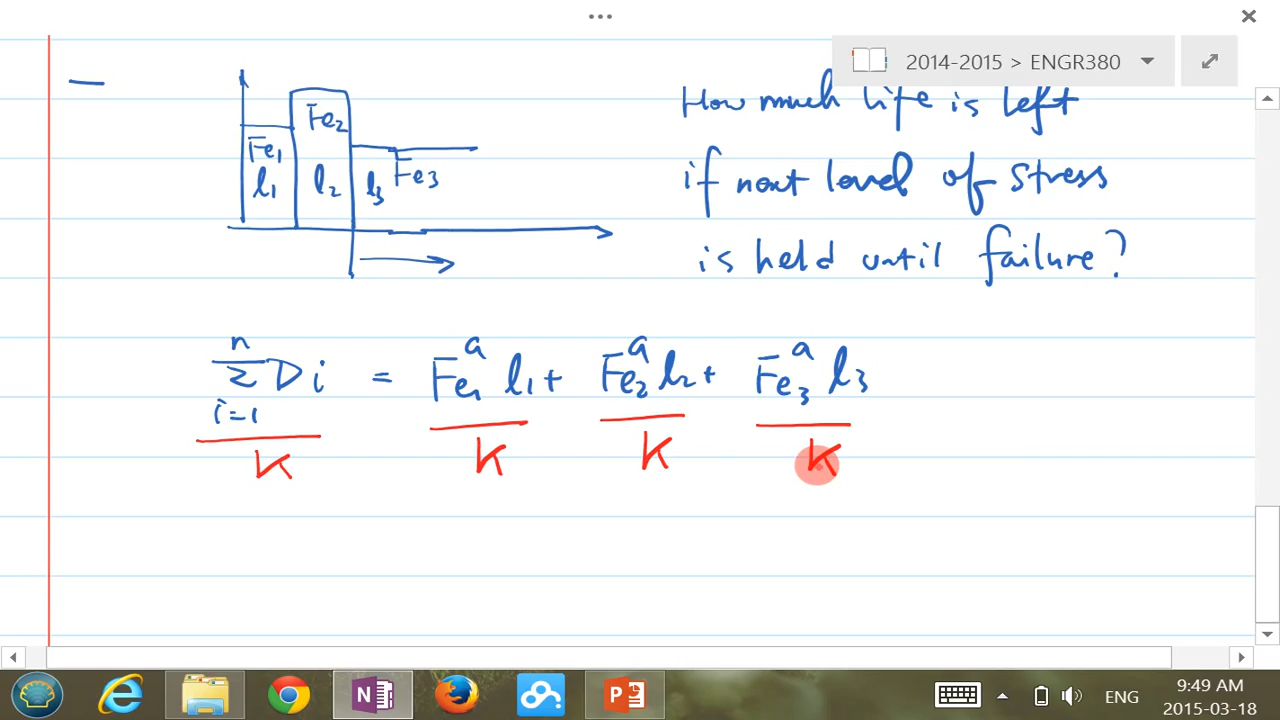 2014-2015 > ENGR380
How much life is left
if next level of stress
is held until failure?
Fe2
Fe1
l1 l2 l3 Fe3
n
Σ Di = Fe1^a l1 + Fe2^a l2 + Fe3^a l3
i=1
K K K K
N
P
ENG
9:49 AM
2015-03-18